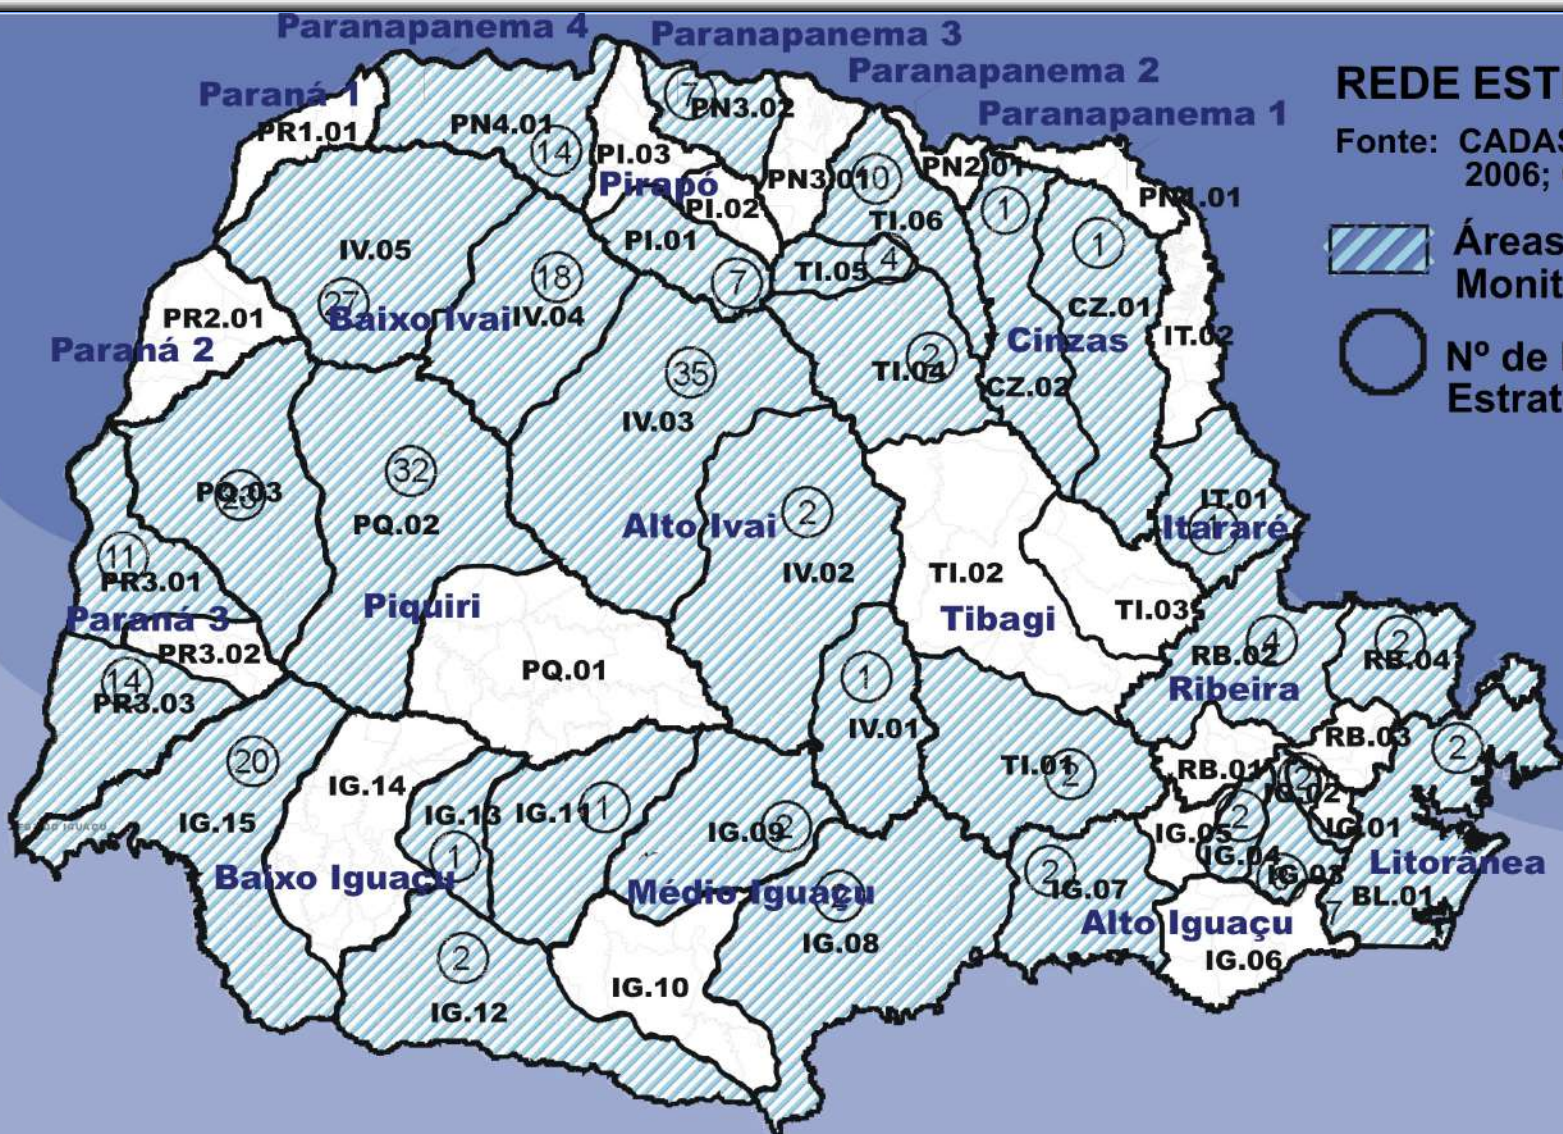 Paranapanema 4
Paranapanema 3
Paranapanema 2
Paranapanema 1
Paraná 1
PR1.01
PN4.01
14
7
PN3.02
PI.03
Pirapó
PI.02
PI.01
7
PN3.01
10
TI.06
PN2.01
1
PN1.01
1
CZ.01
IT.02
REDE EST
Fonte: CADAS
2006;
Áreas
Monit
Nº de
Estrat
IV.05
27
Baixo Ivai
18
IV.04
TI.05
4
PR2.01
Paraná 2
35
IV.03
2
TI.04
Cinzas
CZ.02
PQ.03
23
32
PQ.02
Alto Ivai
2
IV.02
IT.01
Itararé
1
11
PR3.01
Paraná 3
PR3.02
14
PR3.03
Piquiri
PQ.01
TI.02
TI.03
Tibagi
4
RB.02
Ribeira
2
RB.04
1
IV.01
TI.01
2
RB.03
RB.01
2
20
IG.15
IG.14
IG.13
1
IG.11
1
IG.09
2
2
IG.02
2
IG.05
IG.04
IG.01
IG.03
Litorânea
BL.01
7
Baixo Iguaçu
Médio Iguaçu
IG.08
2
IG.07
Alto Iguaçu
IG.06
2
IG.12
IG.10